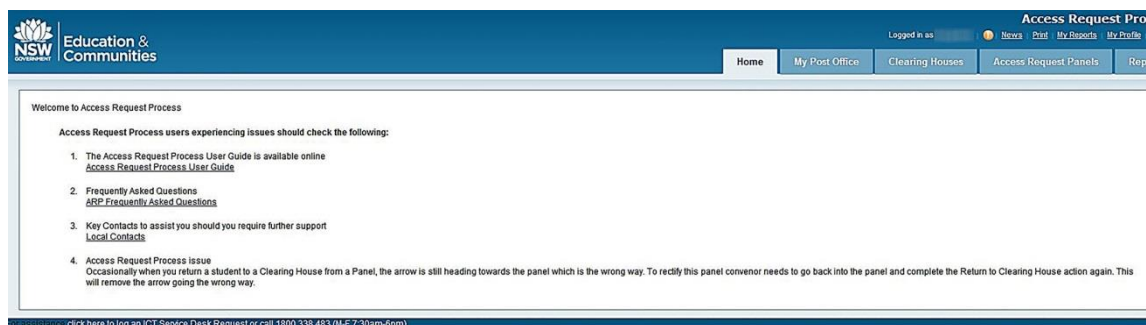 Access Request Pro
Logged in as
News Print My Reports My Profile
NSW
GOVERNMENT
Education &
Communities
Home My Post Office Clearing Houses Access Request Panels Rep
Welcome to Access Request Process
Access Request Process users experiencing issues should check the following:
1. The Access Request Process User Guide is available online
Access Request Process User Guide
2. Frequently Asked Questions
ARP Frequently Asked Questions
3. Key Contacts to assist you should you require further support
Local Contacts
4. Access Request Process issue
Occasionally when you return a student to a Clearing House from a Panel, the arrow is still heading towards the panel which is the wrong way. To rectify this panel convenor needs to go back into the panel and complete the Return to Clearing House action again. This
will remove the arrow going the wrong way.
click here to log an ICT Service Desk Request or call 1800 338 483 (M-F 7:30am-6pm)